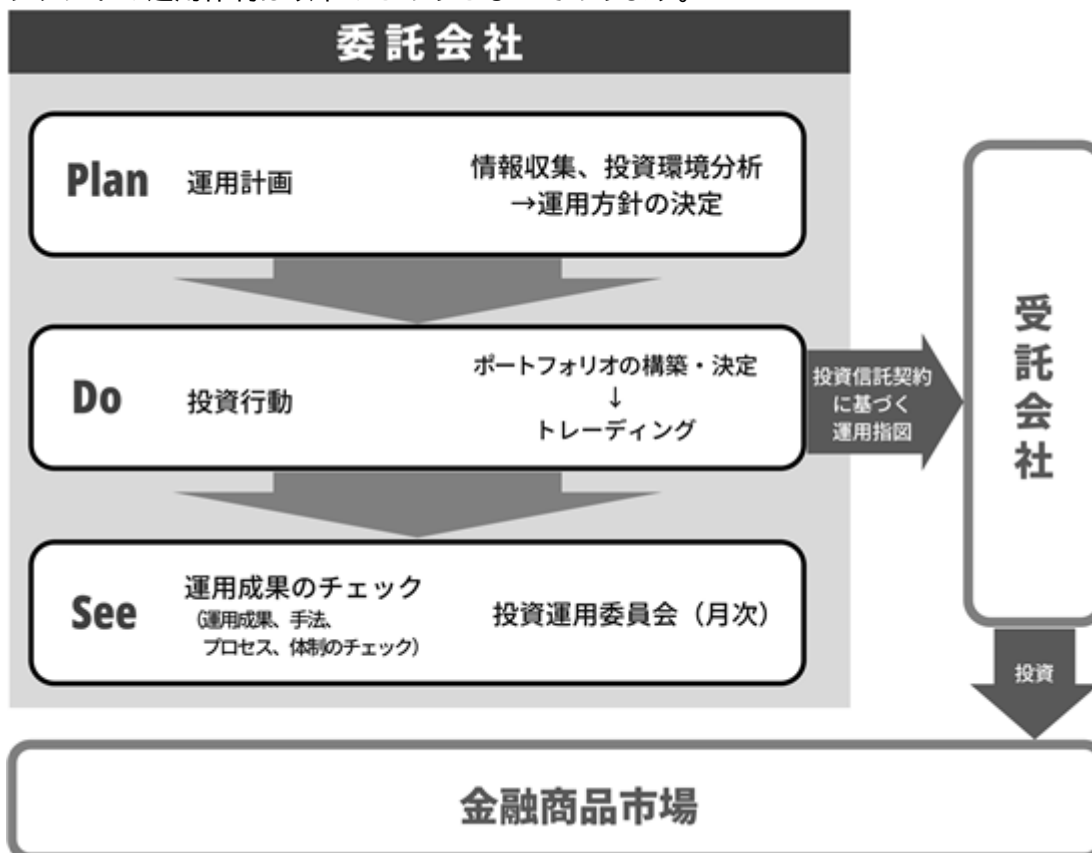 委託会社
Plan
運用計画
情報収集、投資環境分析
→運用方針の決定
Do
投資行動
ポートフォリオの構築・決定
↓
トレーディング
投資信託契約
に基づく
運用指図
受託会社
See
運用成果のチェック
(運用成果、手法、
プロセス、体制のチェック)
投資運用委員会(月次)
投資
金融商品市場